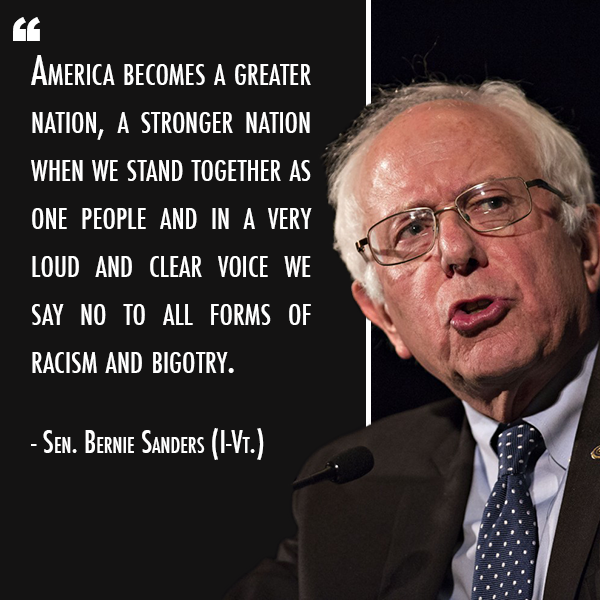 “
America becomes a greater
nation, a stronger nation
when we stand together as
one people and in a very
loud and clear voice we
say no to all forms of
racism and bigotry.
- Sen. Bernie Sanders (I-Vt.)